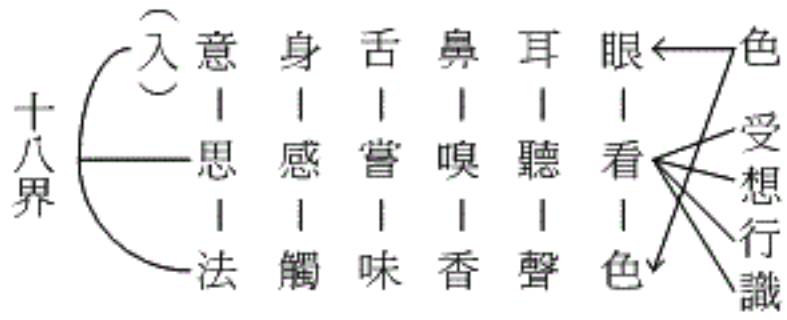 色受想行識
眼耳鼻舌身意（入）
看聽嗅嘗感思
色聲香味觸法
十八界